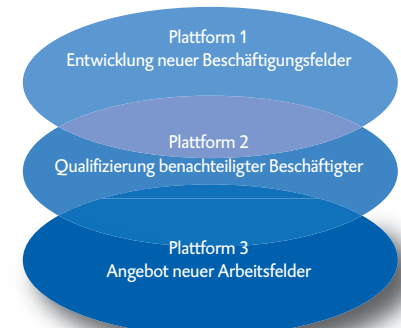 Plattform 1
Entwicklung neuer Beschäftigungsfelder
Plattform 2
Qualifizierung benachteiligter Beschäftigter
Plattform 3
Angebot neuer Arbeitsfelder